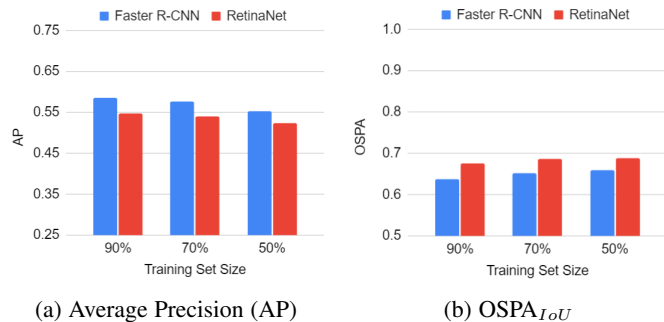 Faster R-CNN RetinaNet
0.75
0.65
0.55
0.45
0.35
0.25
AP
90% 70% 50%
Training Set Size
(a) Average Precision (AP)
Faster R-CNN RetinaNet
1.0
0.9
0.8
0.7
0.6
0.5
OSPA
90% 70% 50%
Training Set Size
(b) OSPA_{IoU}